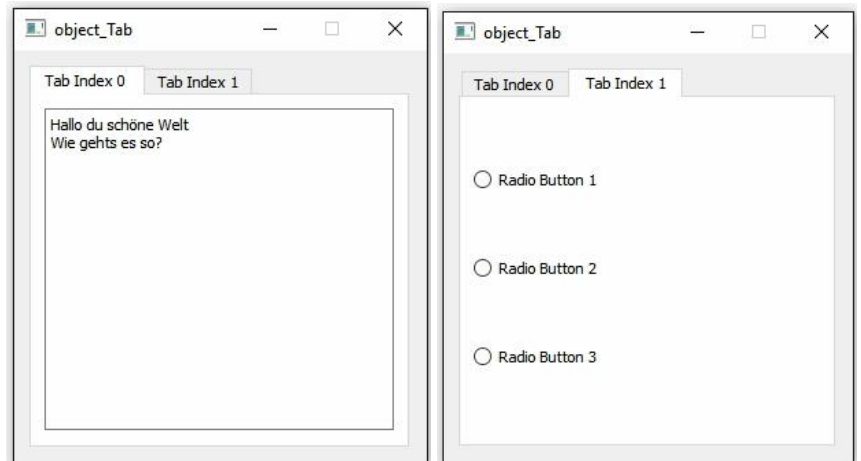 object_Tab
Tab Index 0 Tab Index 1
Hallo du schöne Welt
Wie gehts es so?
object_Tab
Tab Index 0 Tab Index 1
Radio Button 1
Radio Button 2
Radio Button 3